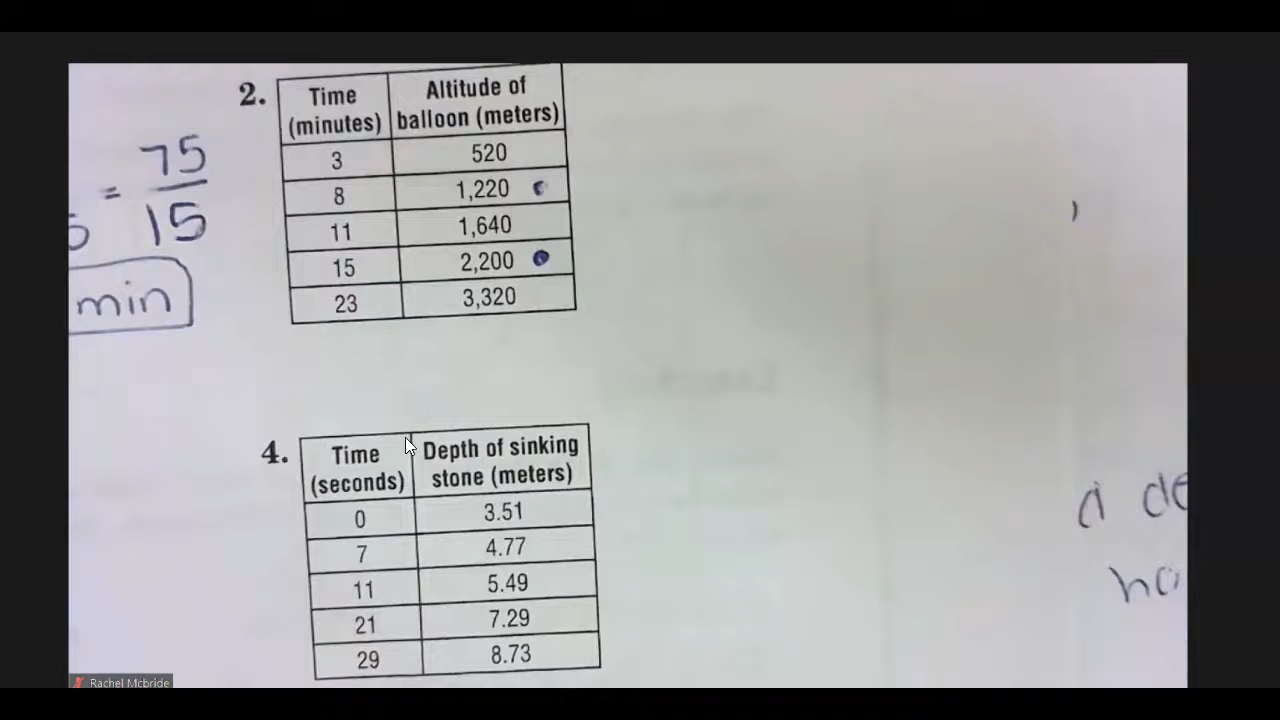 2.
Time (minutes) | Altitude of balloon (meters)
3 | 520
8 | 1,220
11 | 1,640
15 | 2,200
23 | 3,320
= 75
15
min
4.
Time (seconds) | Depth of sinking stone (meters)
0 | 3.51
7 | 4.77
11 | 5.49
21 | 7.29
29 | 8.73
a
Rachel Mcbride